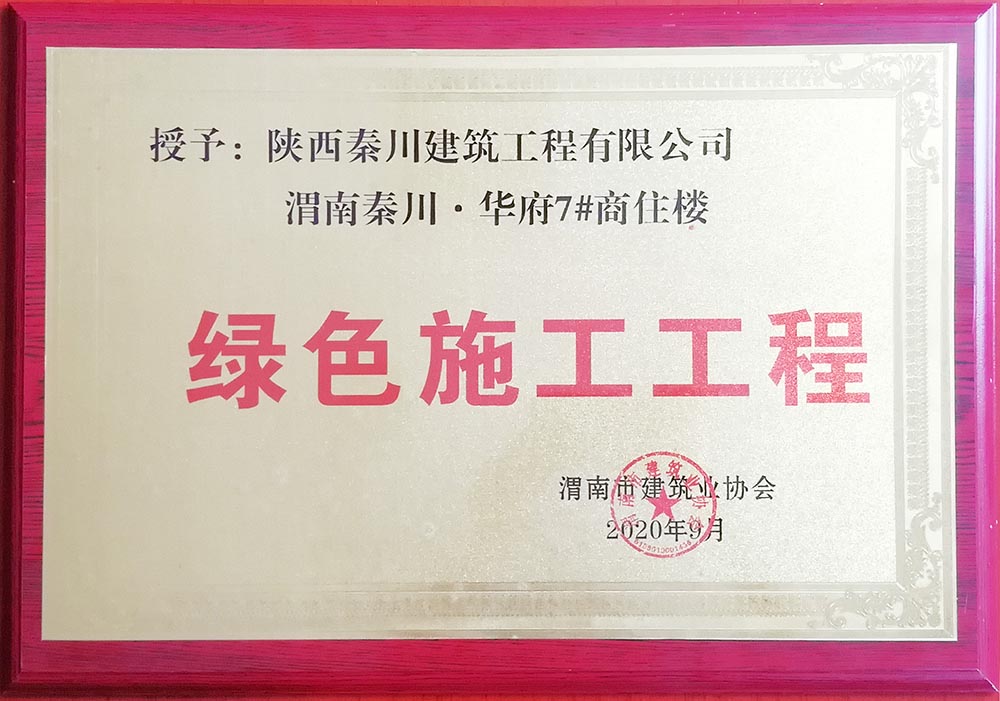 授予：陕西秦川建筑工程有限公司
渭南秦川·华府7#商住楼
绿色施工工程
渭南市建筑业协会
2020年9月